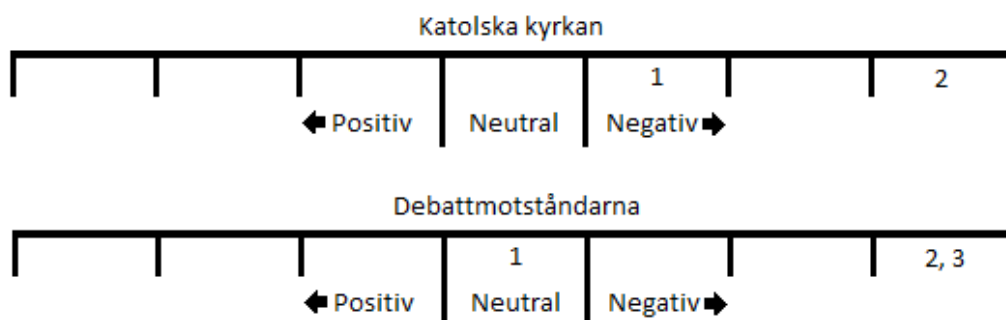 Katolska kyrkan
1 2
Positiv Neutral Negativ
Debattmotståndarna
1 2, 3
Positiv Neutral Negativ